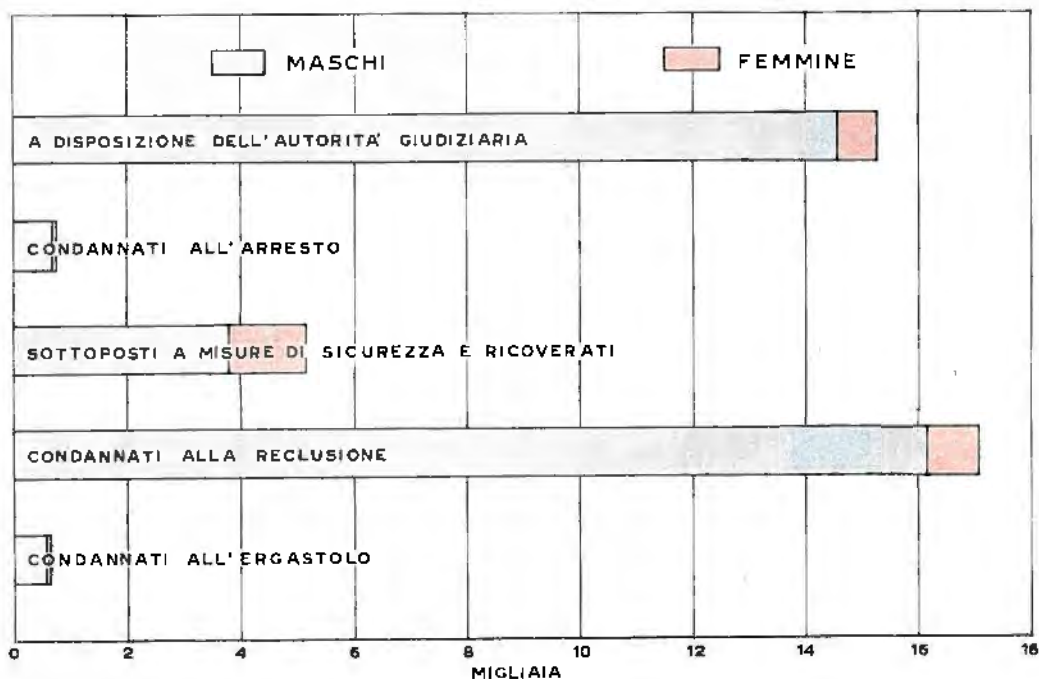 MASCHI FEMMINE
A DISPOSIZIONE DELL'AUTORITÀ GIUDIZIARIA
CONDANNATI ALL'ARRESTO
SOTTOPOSTI A MISURE DI SICUREZZA E RICOVERATI
CONDANNATI ALLA RECLUSIONE
CONDANNATI ALL'ERGASTOLO
0 2 4 6 8 10 12 14 16 18
MIGLIAIA